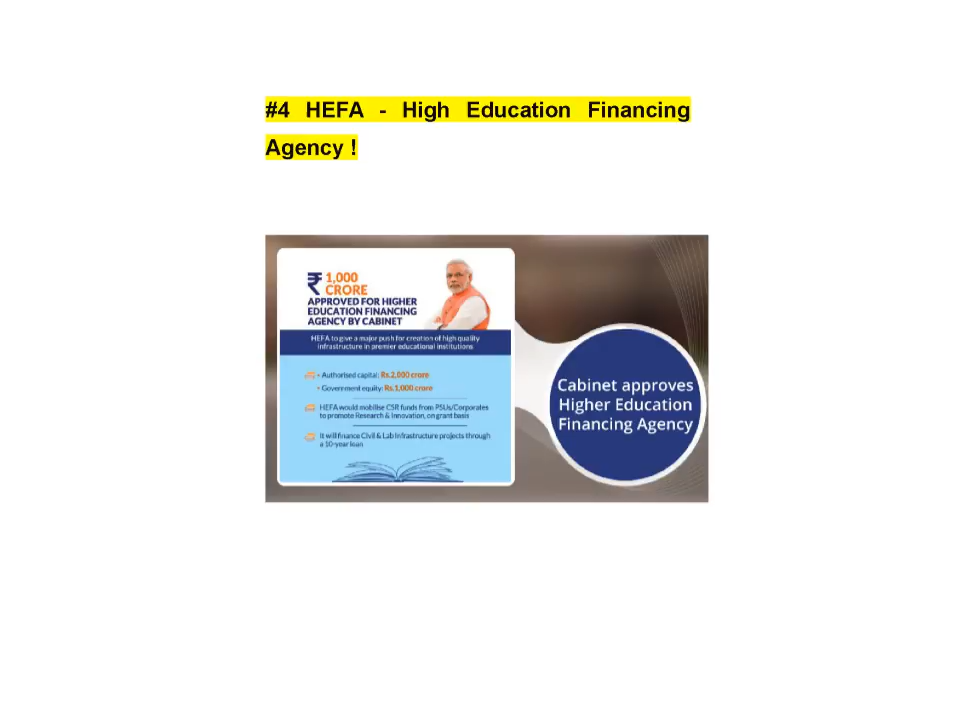 #4 HEFA - High Education Financing
Agency !
₹ 1,000
CRORE
APPROVED FOR HIGHER
EDUCATION FINANCING
AGENCY BY CABINET
HEFA to give a major push for creation of high quality
infrastructure in premier educational institutions
• Authorised capital: Rs.2,000 crore
• Government equity: Rs.1,000 crore
HEFA would mobilise CSR funds from PSUs/Corporates
to promote Research & Innovation, on grant basis
It will finance Civil & Lab Infrastructure projects through
a 10-year loan
Cabinet approves
Higher Education
Financing Agency